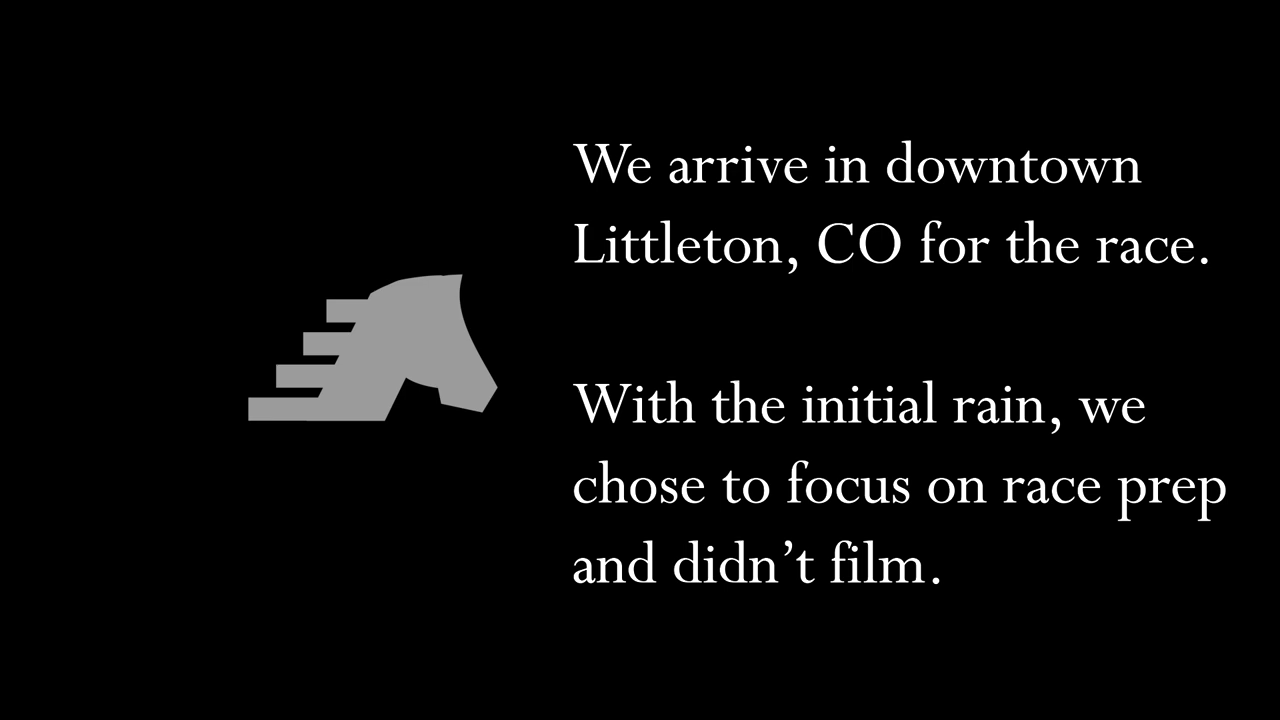 We arrive in downtown
Littleton, CO for the race.
With the initial rain, we
chose to focus on race prep
and didn’t film.